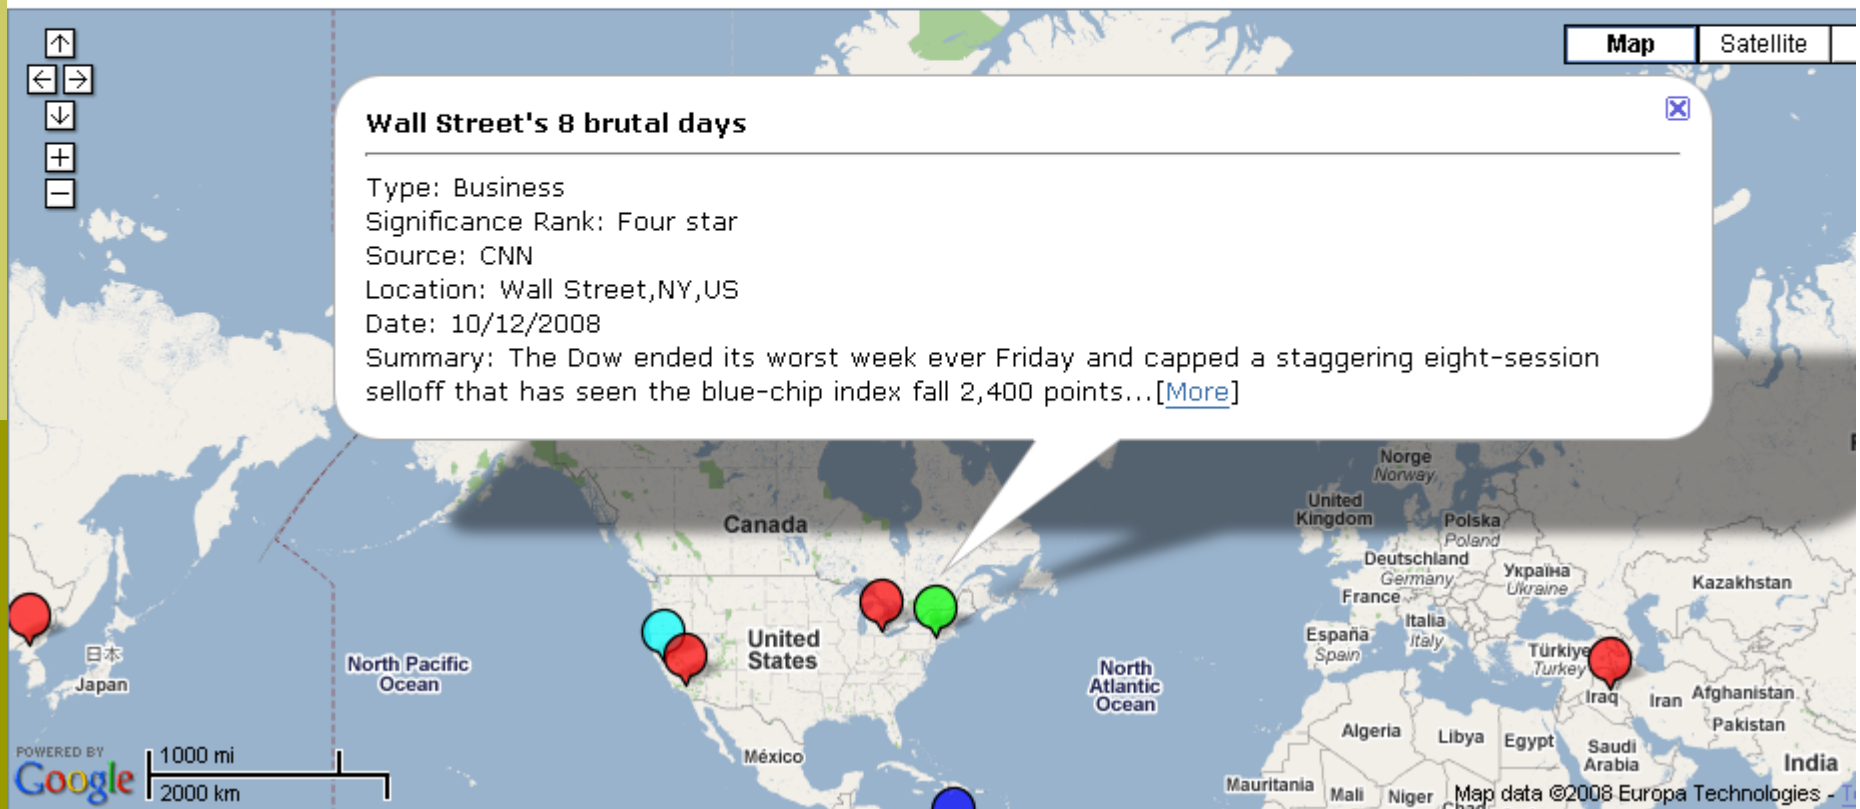 Map
Satellite
Wall Street's 8 brutal days
Type: Business
Significance Rank: Four star
Source: CNN
Location: Wall Street,NY,US
Date: 10/12/2008
Summary: The Dow ended its worst week ever Friday and capped a staggering eight-session
selloff that has seen the blue-chip index fall 2,400 points...[More]
Norge
Norway
United
Kingdom
Canada
Polska
Poland
Deutschland
Germany
Україна
Ukraine
Kazakhstan
France
Italia
Italy
España
Spain
United
States
日本
Japan
North Pacific
Ocean
North
Atlantic
Ocean
Türkiye
Turkey
Iraq
Iran
Afghanistan
Pakistan
Algeria
Libya
Egypt
Saudi
Arabia
India
México
Mauritania
Mali
Niger
POWERED BY
Google
1000 mi
2000 km
Map data ©2008 Europa Technologies -